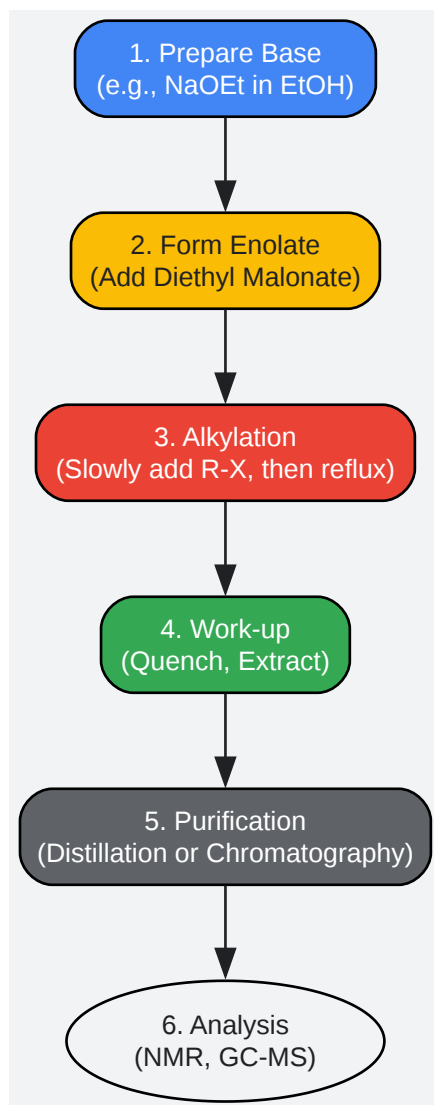 1. Prepare Base
(e.g., NaOEt in EtOH)
2. Form Enolate
(Add Diethyl Malonate)
3. Alkylation
(Slowly add R-X, then reflux)
4. Work-up
(Quench, Extract)
5. Purification
(Distillation or Chromatography)
6. Analysis
(NMR, GC-MS)